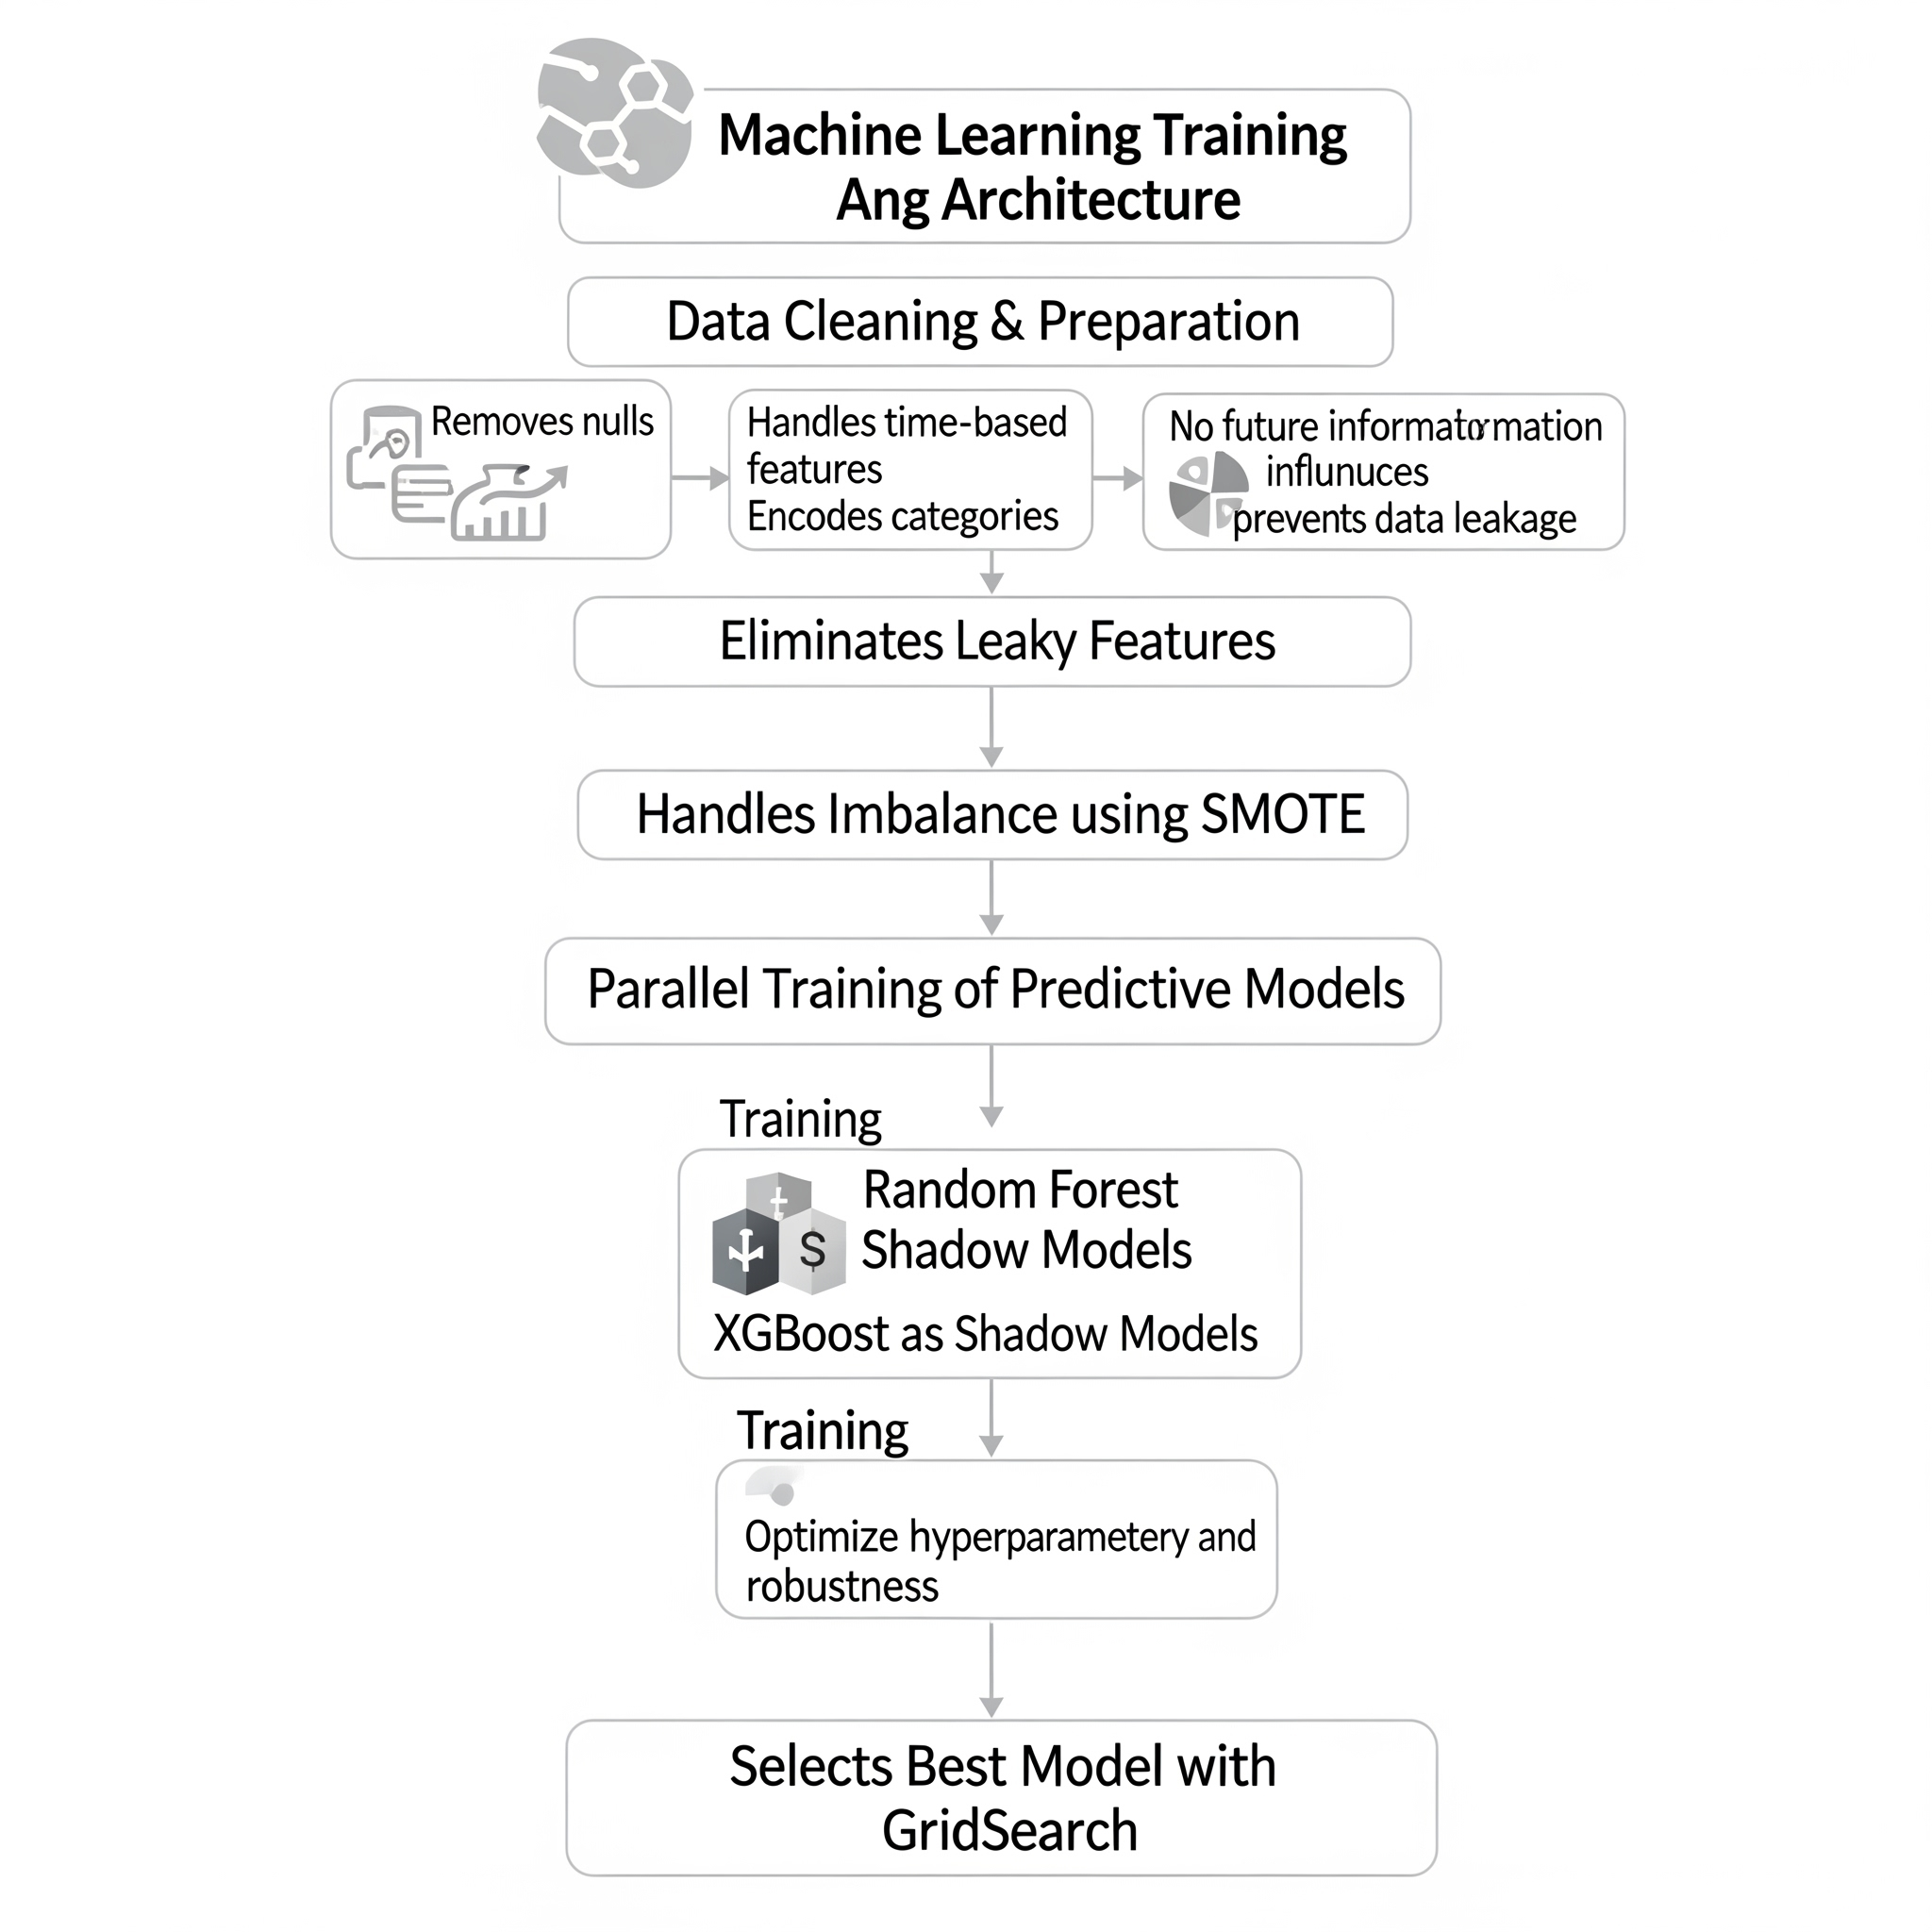 Machine Learning Training
Ang Architecture
Data Cleaning & Preparation
Removes nulls
Handles time-based
features
Encodes categories
No future informatormation
influnuces
prevents data leakage
Eliminates Leaky Features
Handles Imbalance using SMOTE
Parallel Training of Predictive Models
Training
Random Forest
Shadow Models
$
XGBoost as Shadow Models
Training
Optimize hyperparametery and
robustness
Selects Best Model with
GridSearch